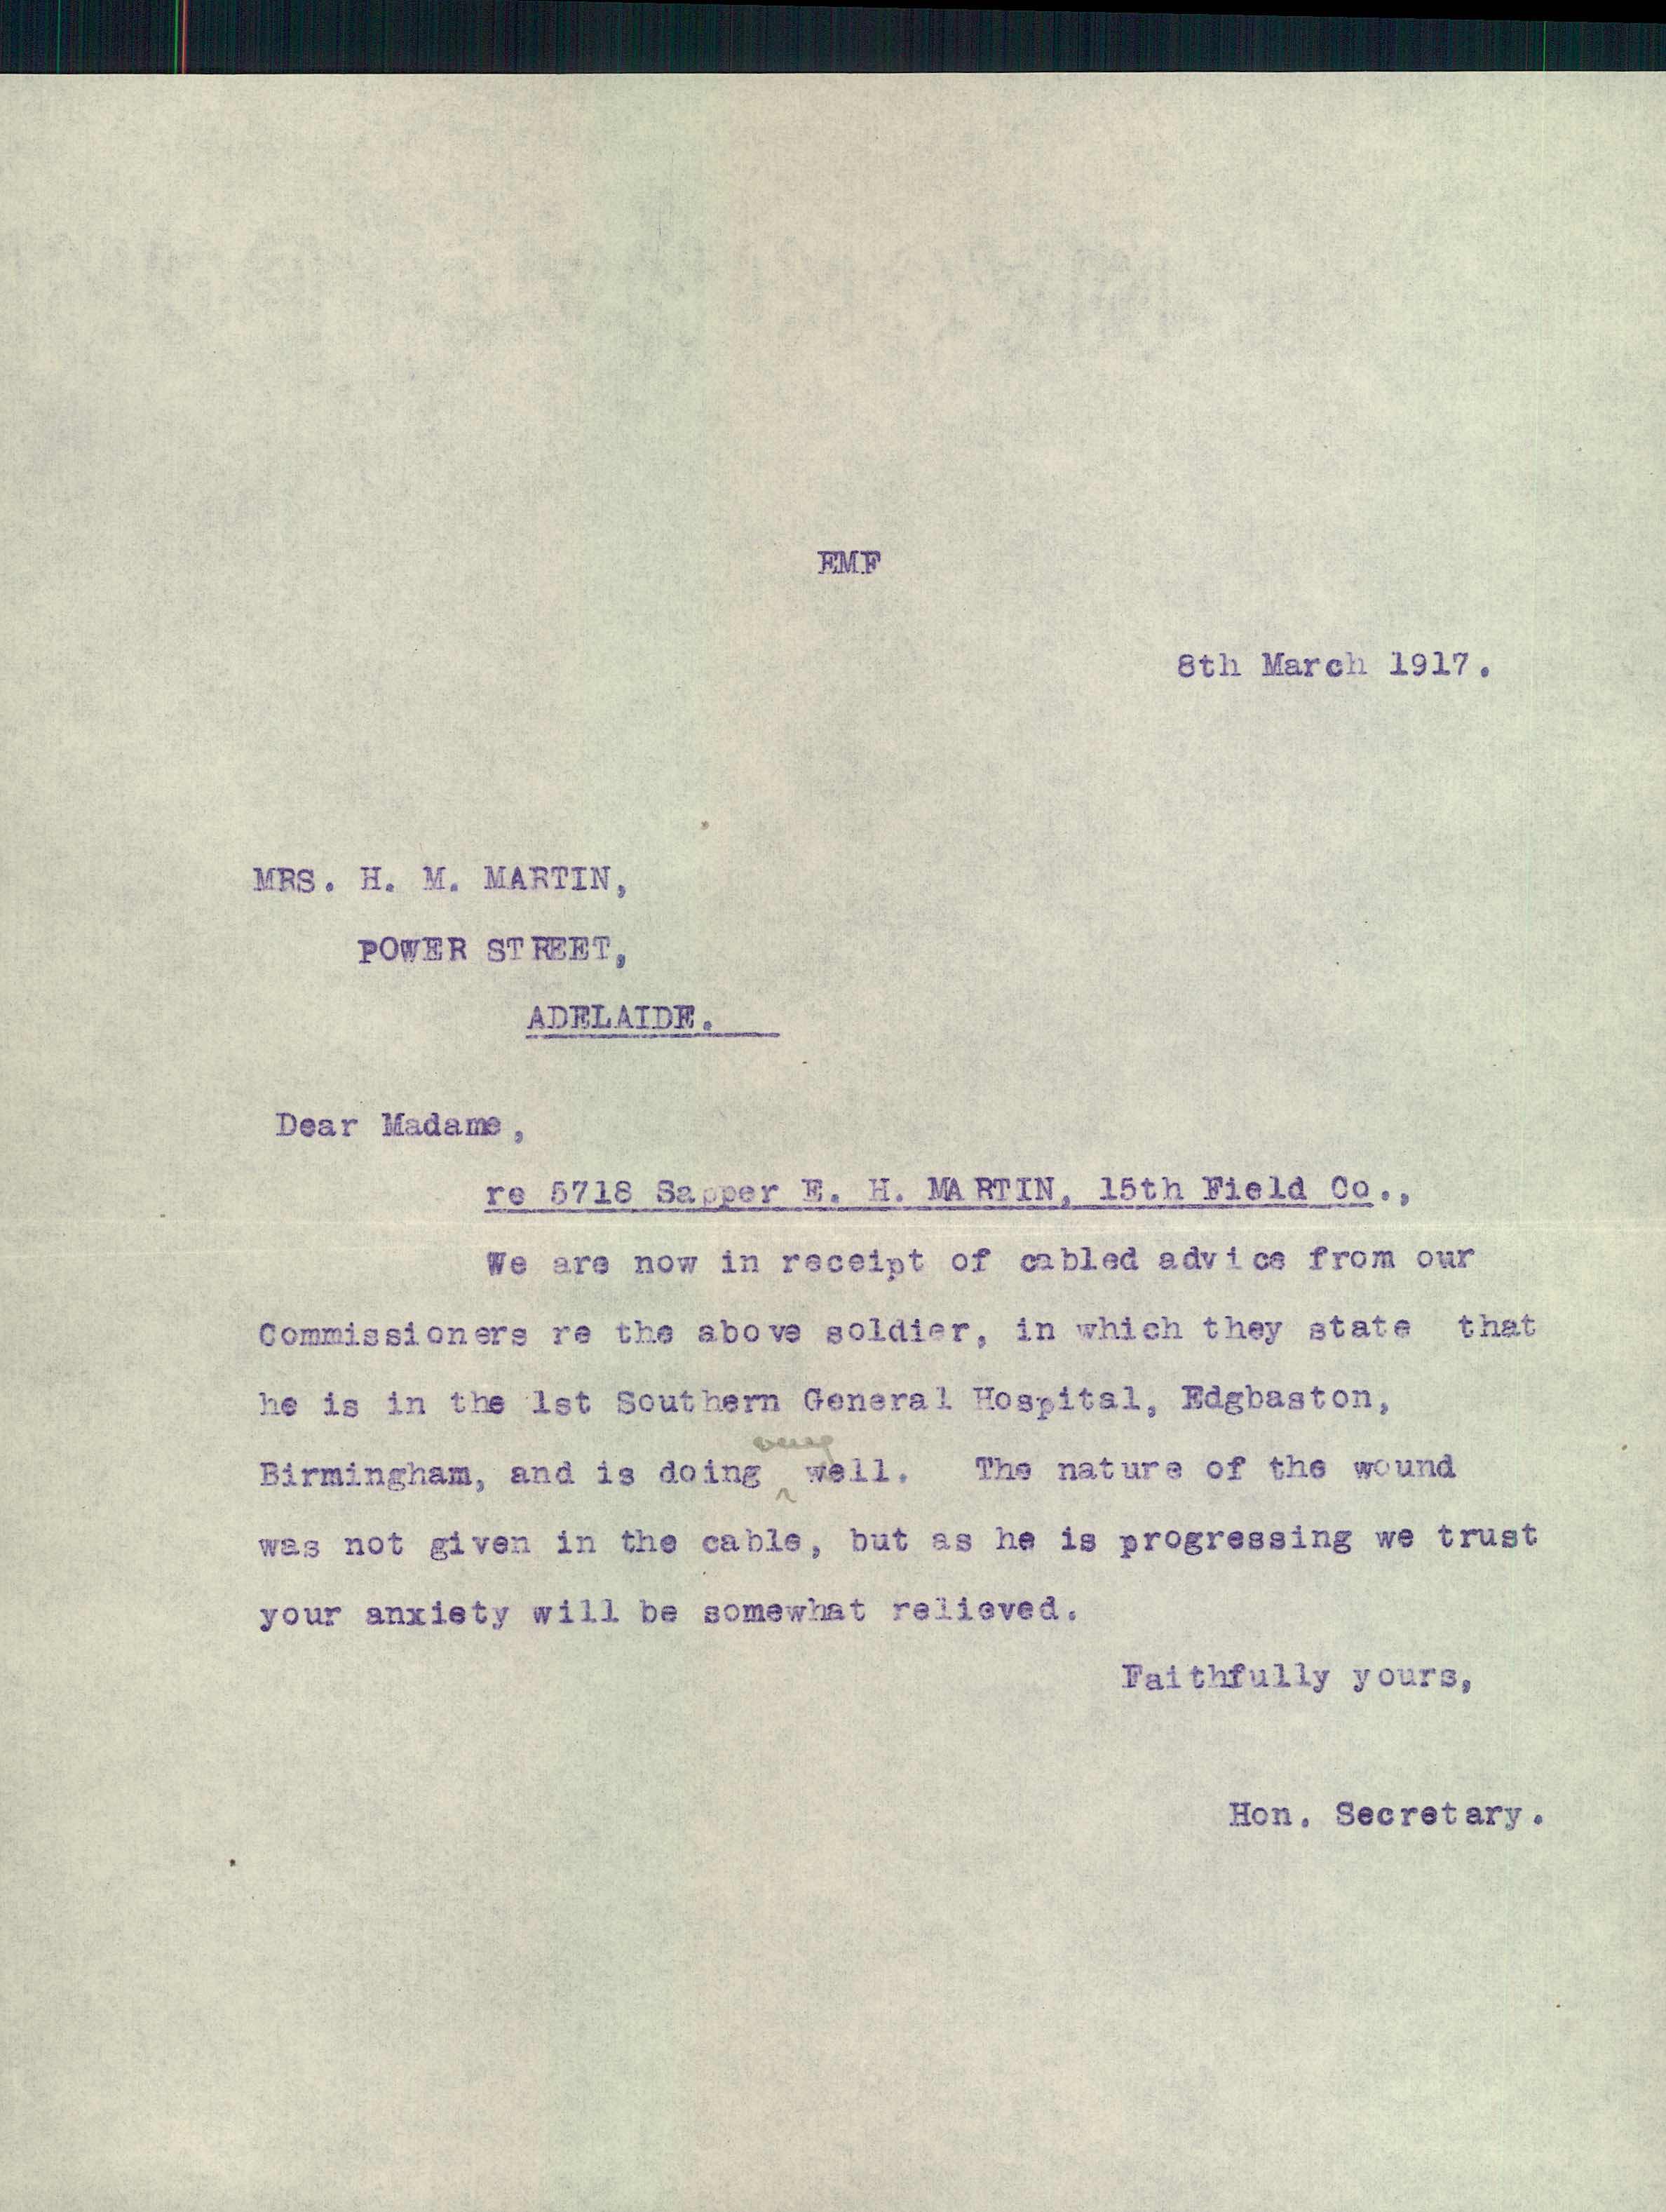 EMF
8th March 1917.
MRS. H. M. MARTIN,
POWER STREET,
ADELAIDE.
Dear Madame,
re 5718 Sapper E. H. MARTIN, 15th Field Co.,
We are now in receipt of cabled advice from our
Commissioners re the above soldier, in which they state that
he is in the 1st Southern General Hospital, Edgbaston,
Birmingham, and is doing very well. The nature of the wound
was not given in the cable, but as he is progressing we trust
your anxiety will be somewhat relieved.
Faithfully yours,
Hon. Secretary.